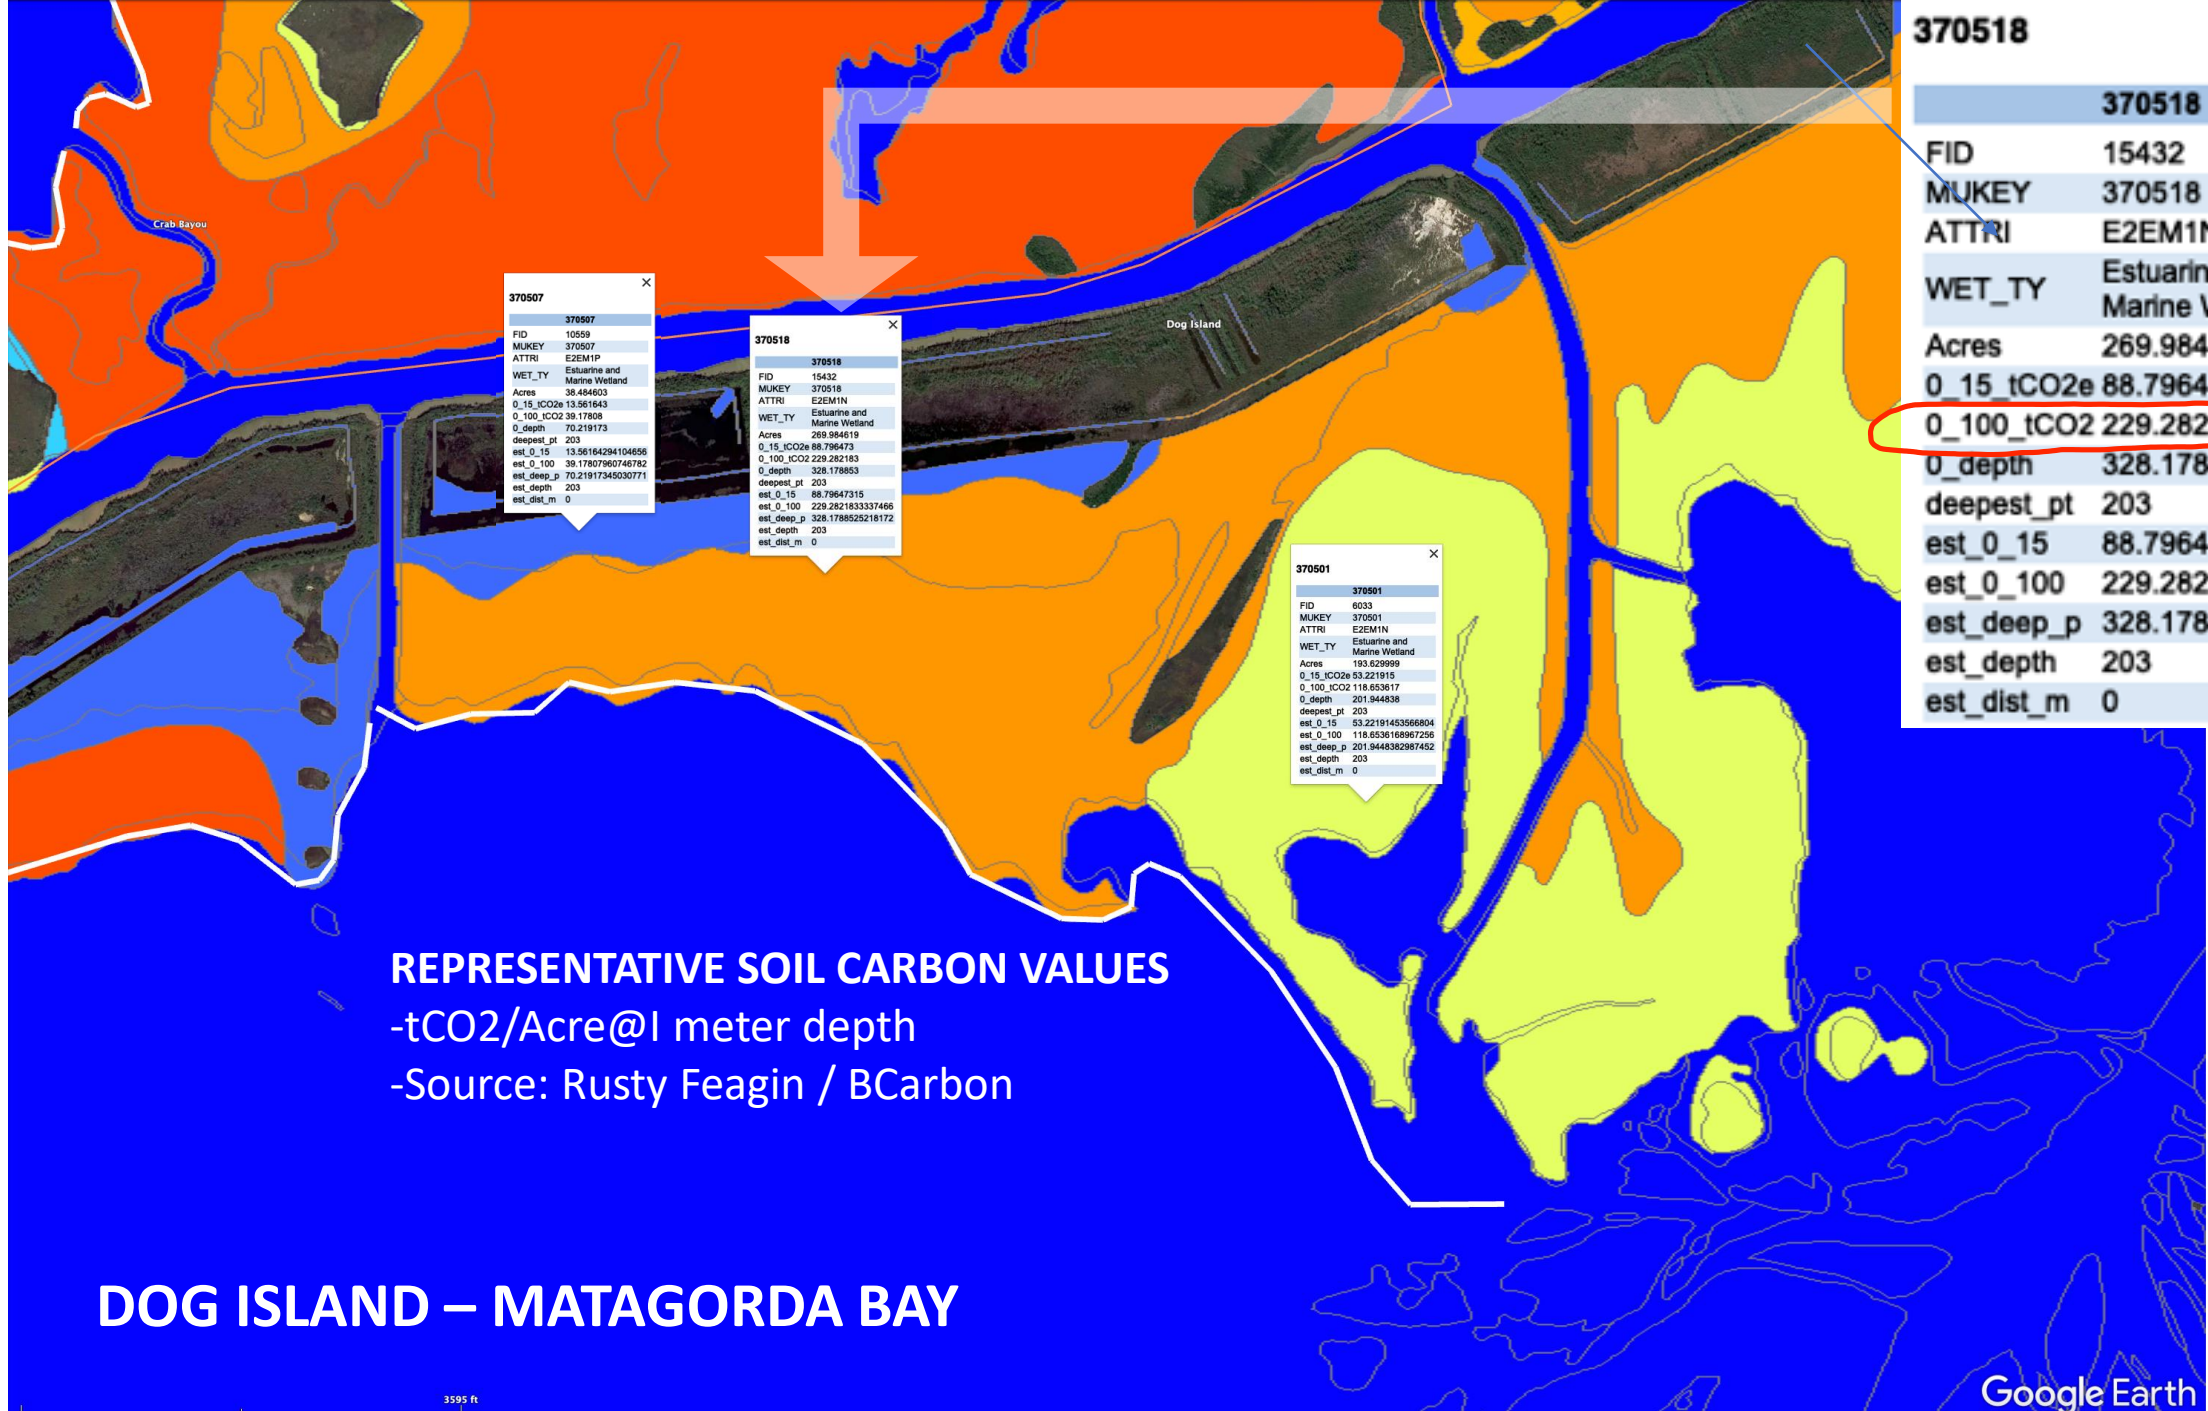 Crab Bayou
Dog Island
370507
370507
FID 10559
MUKEY 370507
ATTRI E2EM1P
WET_TY Estuarine and
Marine Wetland
Acres 38.484603
0_15_tCO2e 13.561643
0_100_tCO2 39.17808
0_depth 70.219173
deepest_pt 203
est_0_15 13.56164294104656
est_0_100 39.17807960746782
est_deep_p 70.21917345030771
est_depth 203
est_dist_m 0
370518
370518
FID 15432
MUKEY 370518
ATTRI E2EM1N
WET_TY Estuarine and
Marine Wetland
Acres 269.984619
0_15_tCO2e 88.796473
0_100_tCO2 229.282183
0_depth 328.178853
deepest_pt 203
est_0_15 88.79647315
est_0_100 229.2821833337466
est_deep_p 328.1788525218172
est_depth 203
est_dist_m 0
370501
370501
FID 6033
MUKEY 370501
ATTRI E2EM1N
WET_TY Estuarine and
Marine Wetland
Acres 193.629999
0_15_tCO2e 53.221915
0_100_tCO2 118.653617
0_depth 201.944838
deepest_pt 203
est_0_15 53.22191453566804
est_0_100 118.6536168967256
est_deep_p 201.9448382987452
est_depth 203
est_dist_m 0
370518
370518
FID 15432
MUKEY 370518
ATTRI E2EM1N
WET_TY Estuarin
Marine W
Acres 269.984
0_15_tCO2e 88.7964
0_100_tCO2 229.282
0_depth 328.178
deepest_pt 203
est_0_15 88.7964
est_0_100 229.282
est_deep_p 328.178
est_depth 203
est_dist_m 0
REPRESENTATIVE SOIL CARBON VALUES
-tCO2/Acre@I meter depth
-Source: Rusty Feagin / BCarbon
DOG ISLAND – MATAGORDA BAY
3595 ft
Google Earth